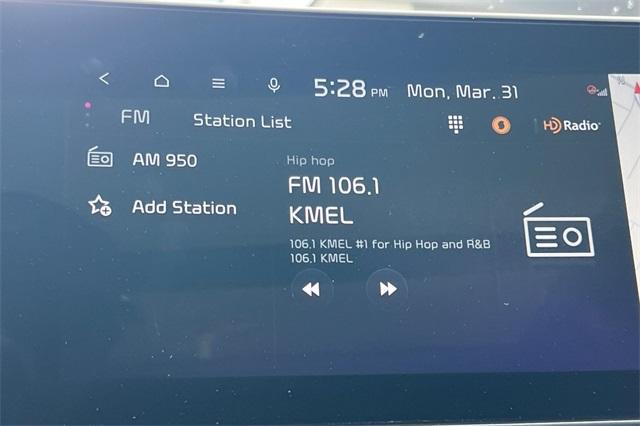 5:28 PM Mon, Mar. 31
FM Station List HD Radio
AM 950
Add Station
Hip hop
FM 106.1
KMEL
106.1 KMEL #1 for Hip Hop and R&B
106.1 KMEL